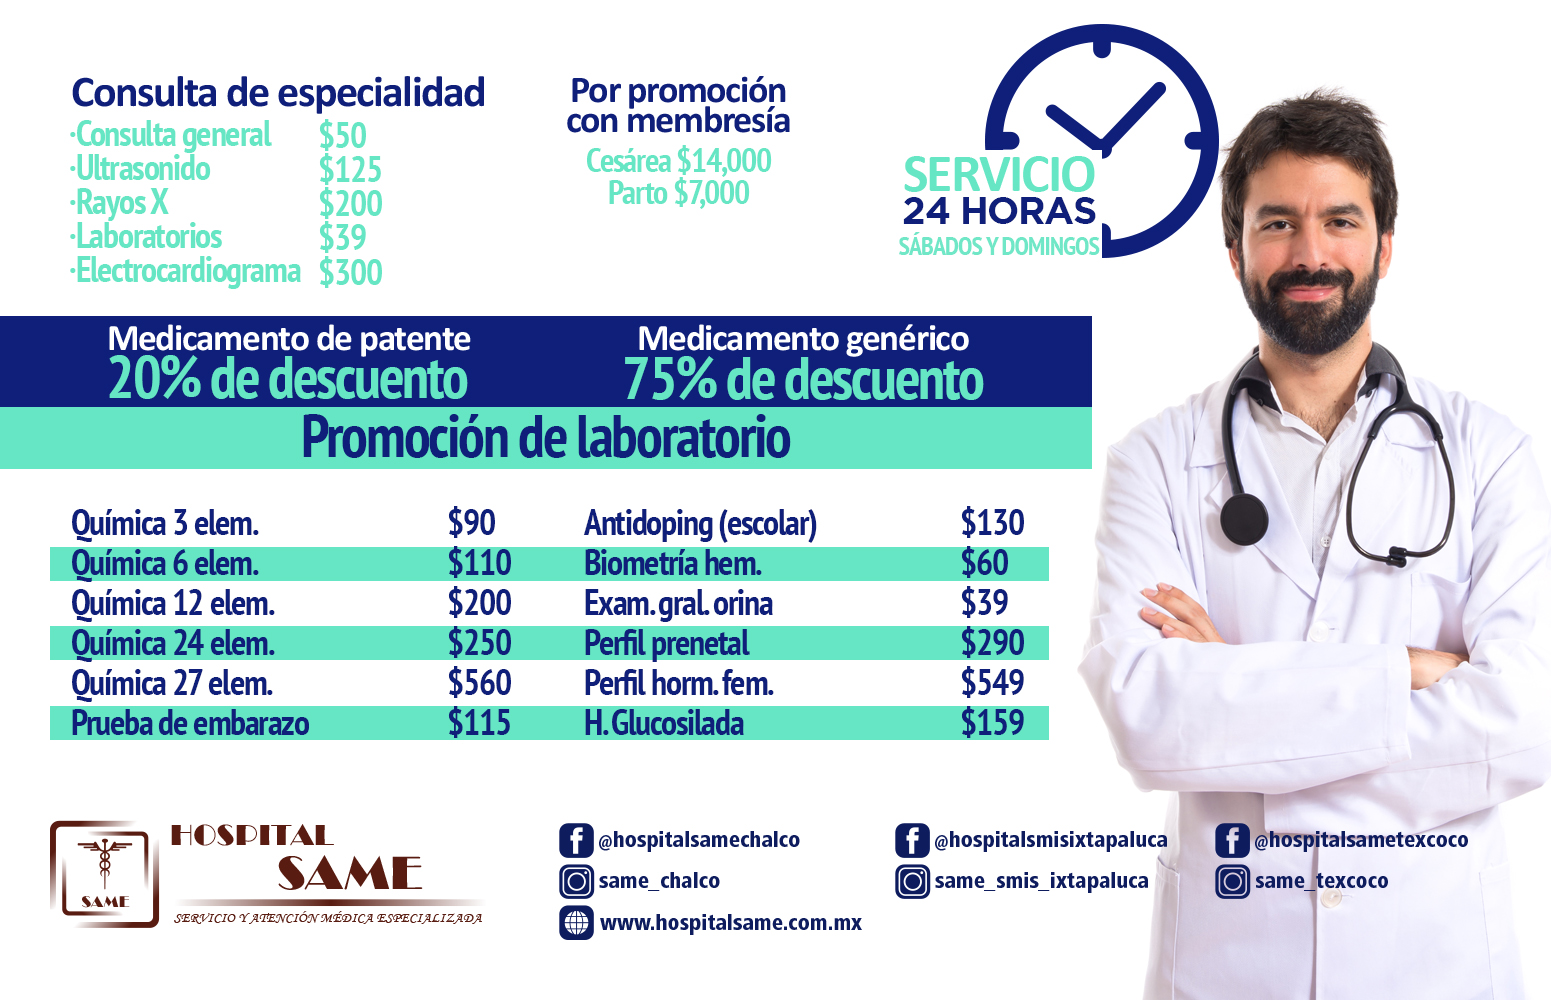 Consulta de especialidad
·Consulta general $50
·Ultrasonido $125
·Rayos X $200
·Laboratorios $39
·Electrocardiograma $300
Por promoción
con membresía
Cesárea $14,000
Parto $7,000
SERVICIO
24 HORAS
SÁBADOS Y DOMINGOS
Medicamento de patente
20% de descuento
Medicamento genérico
75% de descuento
Promoción de laboratorio
Química 3 elem. $90
Química 6 elem. $110
Química 12 elem. $200
Química 24 elem. $250
Química 27 elem. $560
Prueba de embarazo $115
Antidoping (escolar) $130
Biometría hem. $60
Exam. gral. orina $39
Perfil prenetal $290
Perfil horm. fem. $549
H. Glucosilada $159
SAME
HOSPITAL
SAME
SERVICIO Y ATENCIÓN MÉDICA ESPECIALIZADA
@hospitalsamechalco
same_chalco
www.hospitalsame.com.mx
@hospitalsmisixtapaluca
same_smis_ixtapaluca
@hospitalsametexcoco
same_texcoco